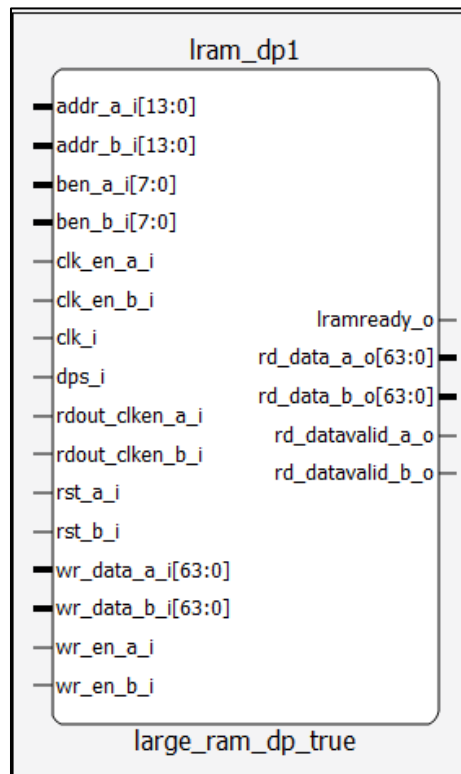 lram_dp1
addr_a_i[13:0]
addr_b_i[13:0]
ben_a_i[7:0]
ben_b_i[7:0]
clk_en_a_i
clk_en_b_i
clk_i
dps_i
rdout_clken_a_i
rdout_clken_b_i
rst_a_i
rst_b_i
wr_data_a_i[63:0]
wr_data_b_i[63:0]
wr_en_a_i
wr_en_b_i
lramready_o
rd_data_a_o[63:0]
rd_data_b_o[63:0]
rd_datavalid_a_o
rd_datavalid_b_o
large_ram_dp_true